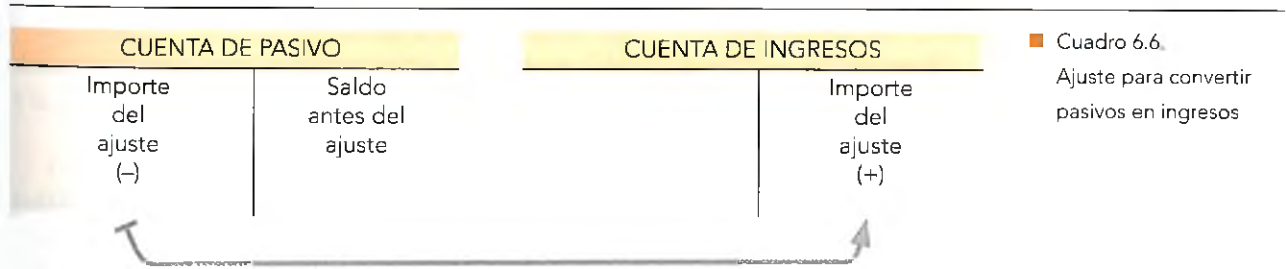 CUENTA DE PASIVO
Importe
del
ajuste
(–)
Saldo
antes del
ajuste
CUENTA DE INGRESOS
Importe
del
ajuste
(+)
Cuadro 6.6.
Ajuste para convertir
pasivos en ingresos